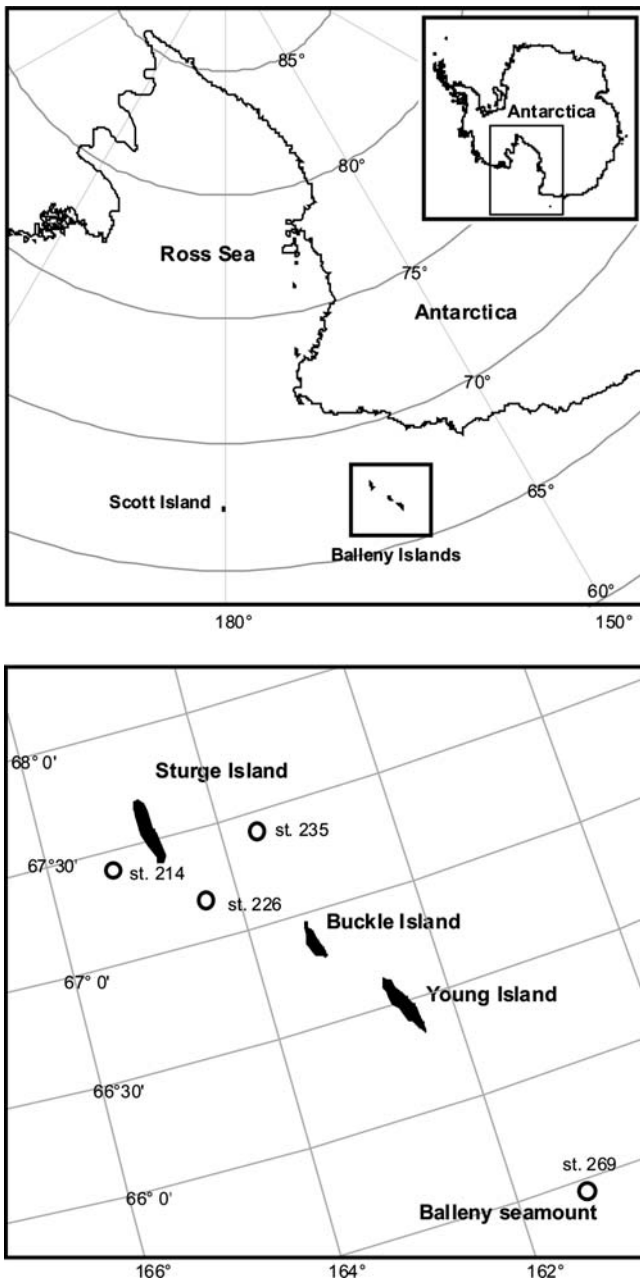 85°
Antarctica
80°
Ross Sea
75°
Antarctica
70°
Scott Island
65°
Balleny Islands
60°
180°
150°
68° 0'
Sturge Island
st. 235
67°30'
st. 214
st. 226
Buckle Island
67° 0'
Young Island
66°30'
st. 269
66° 0'
Balleny seamount
166°
164°
162°